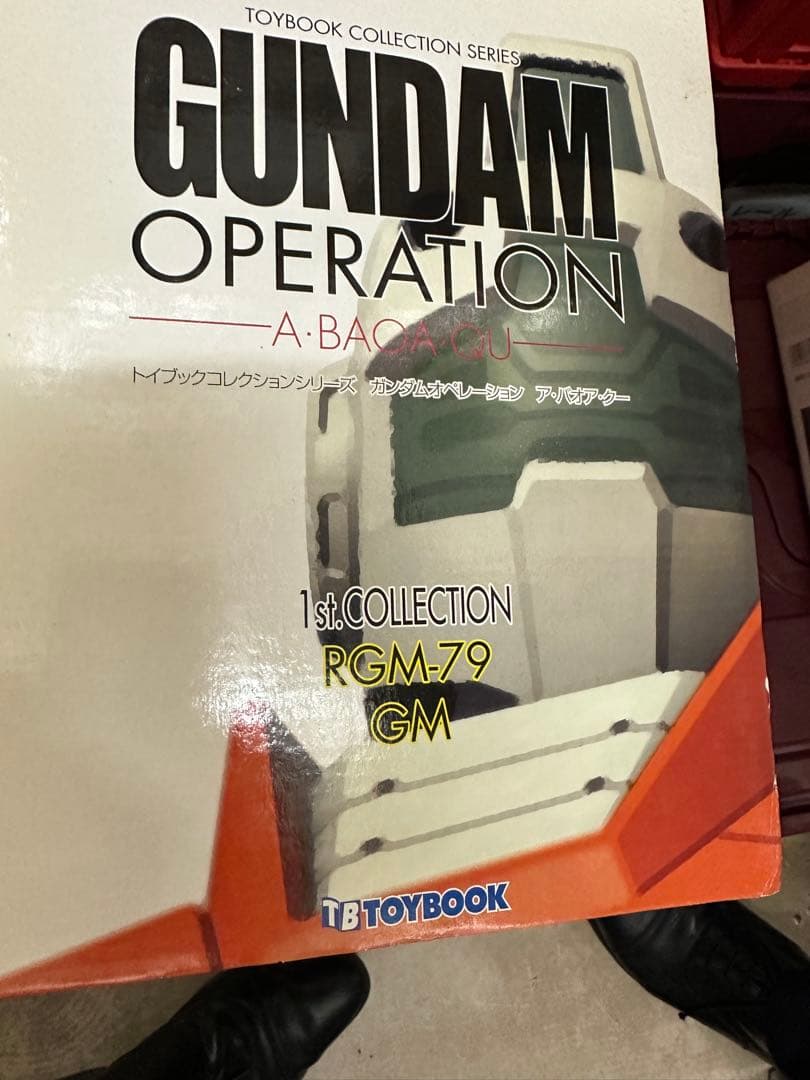 TOYBOOK COLLECTION SERIES
GUNDAM
OPERATION
A·BAOA·QU
トイブックコレクションシリーズ ガンダムオペレーション ア・バオア・クー
1st.COLLECTION
RGM-79
GM
TB TOYBOOK